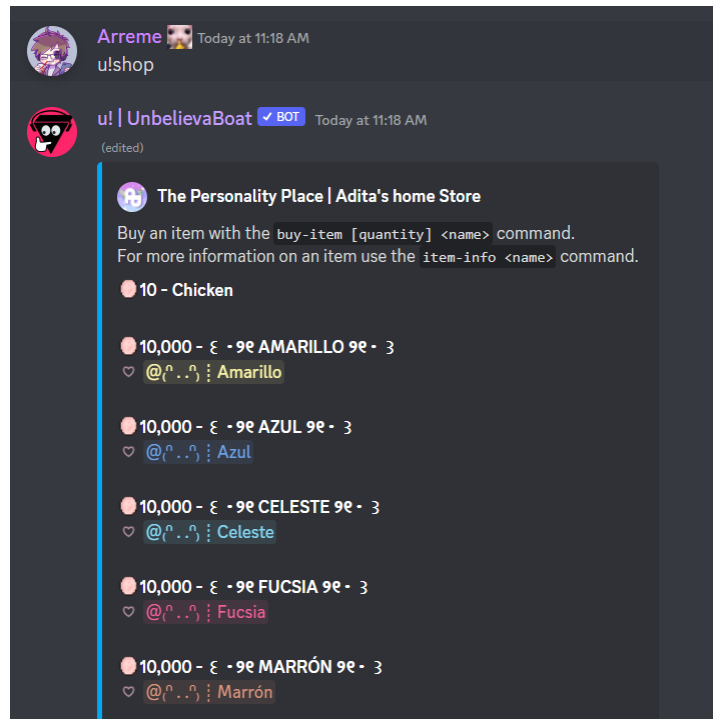 Arreme Today at 11:18 AM
u!shop
u! | UnbelievaBoat ✓ BOT Today at 11:18 AM
(edited)
The Personality Place | Adita's home Store
Buy an item with the buy-item [quantity] <name> command.
For more information on an item use the item-info <name> command.
10 - Chicken
10,000 - ꒰ ・୨୧ AMARILLO ୨୧・ ꒱
♡ @₍ᐢ..ᐢ₎ ┊ Amarillo
10,000 - ꒰ ・୨୧ AZUL ୨୧・ ꒱
♡ @₍ᐢ..ᐢ₎ ┊ Azul
10,000 - ꒰ ・୨୧ CELESTE ୨୧・ ꒱
♡ @₍ᐢ..ᐢ₎ ┊ Celeste
10,000 - ꒰ ・୨୧ FUCSIA ୨୧・ ꒱
♡ @₍ᐢ..ᐢ₎ ┊ Fucsia
10,000 - ꒰ ・୨୧ MARRÓN ୨୧・ ꒱
♡ @₍ᐢ..ᐢ₎ ┊ Marrón